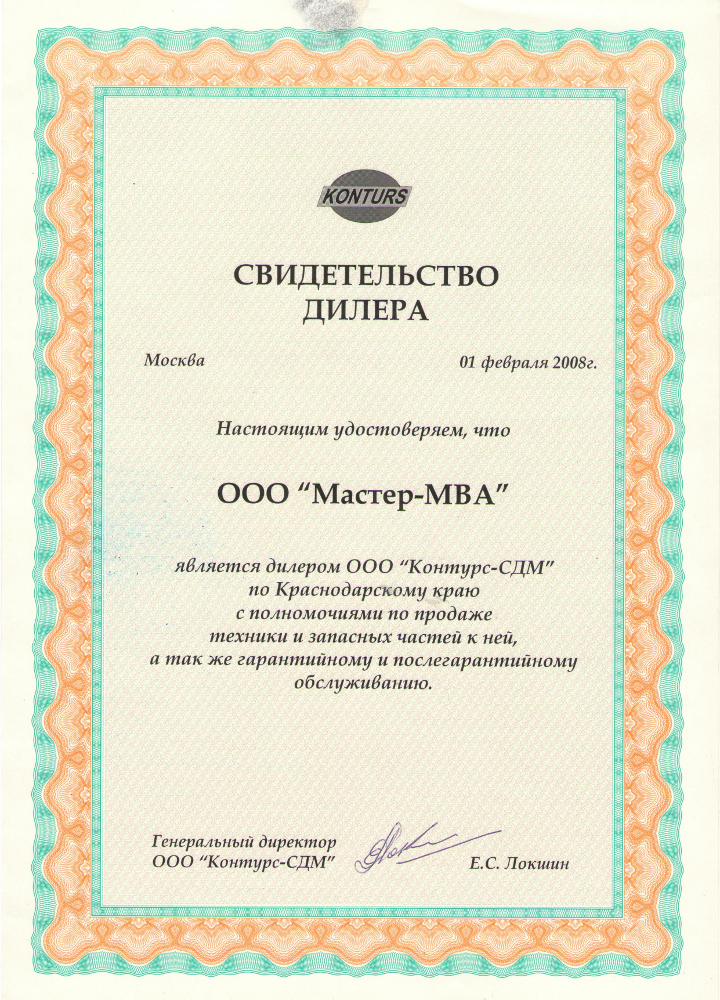 KONTURS
СВИДЕТЕЛЬСТВО
ДИЛЕРА
Москва 01 февраля 2008г.
Настоящим удостоверяем, что
ООО “Мастер-МВА”
является дилером ООО “Контурс-СДМ”
по Краснодарскому краю
с полномочиями по продаже
техники и запасных частей к ней,
а так же гарантийному и послегарантийному
обслуживанию.
Генеральный директор
ООО “Контурс-СДМ” Е.С. Локшин